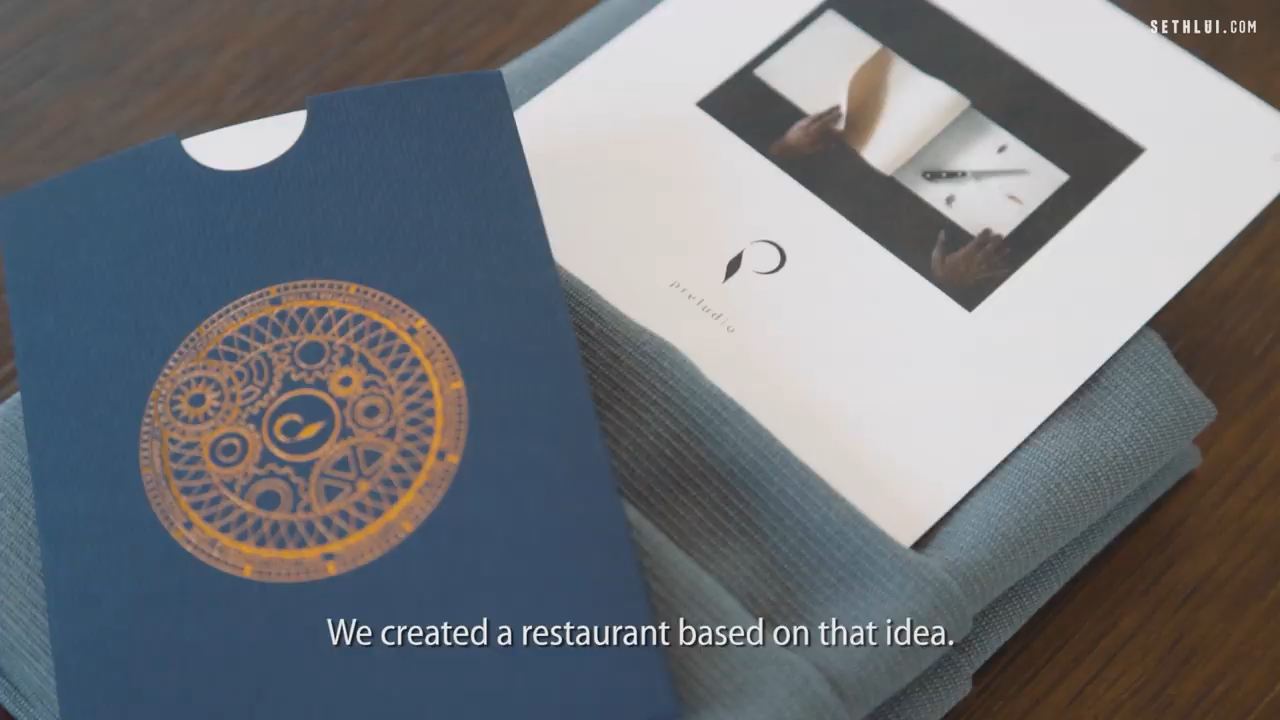 SETHLUI.COM
preludio
We created a restaurant based on that idea.